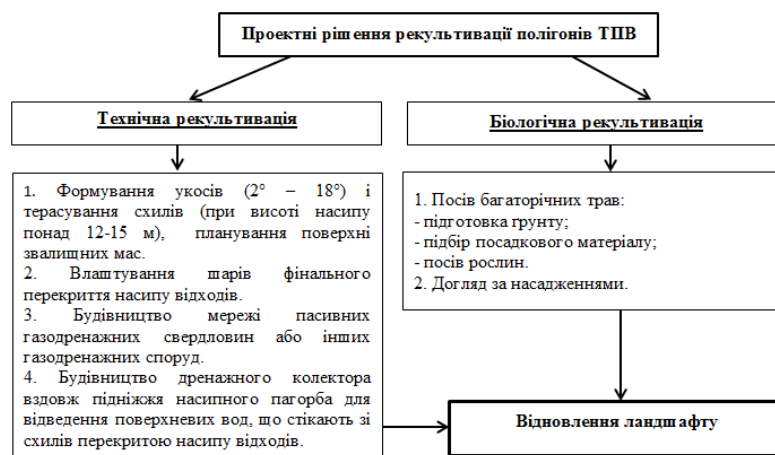 Проектні рішення рекультивації полігонів ТПВ
Технічна рекультивація
1. Формування укосів (2° – 18°) і
терасування схилів (при висоті насипу
понад 12-15 м), планування поверхні
звалищних мас.
2. Влаштування шарів фінального
перекриття насипу відходів.
3. Будівництво мережі пасивних
газодренажних свердловин або інших
газодренажних споруд.
4. Будівництво дренажного колектора
вздовж підніжжя насипного пагорба для
відведення поверхневих вод, що стікають зі
схилів перекритою насипу відходів.
Біологічна рекультивація
1. Посів багаторічних трав:
- підготовка ґрунту;
- підбір посадкового матеріалу;
- посів рослин.
2. Догляд за насадженнями.
Відновлення ландшафту